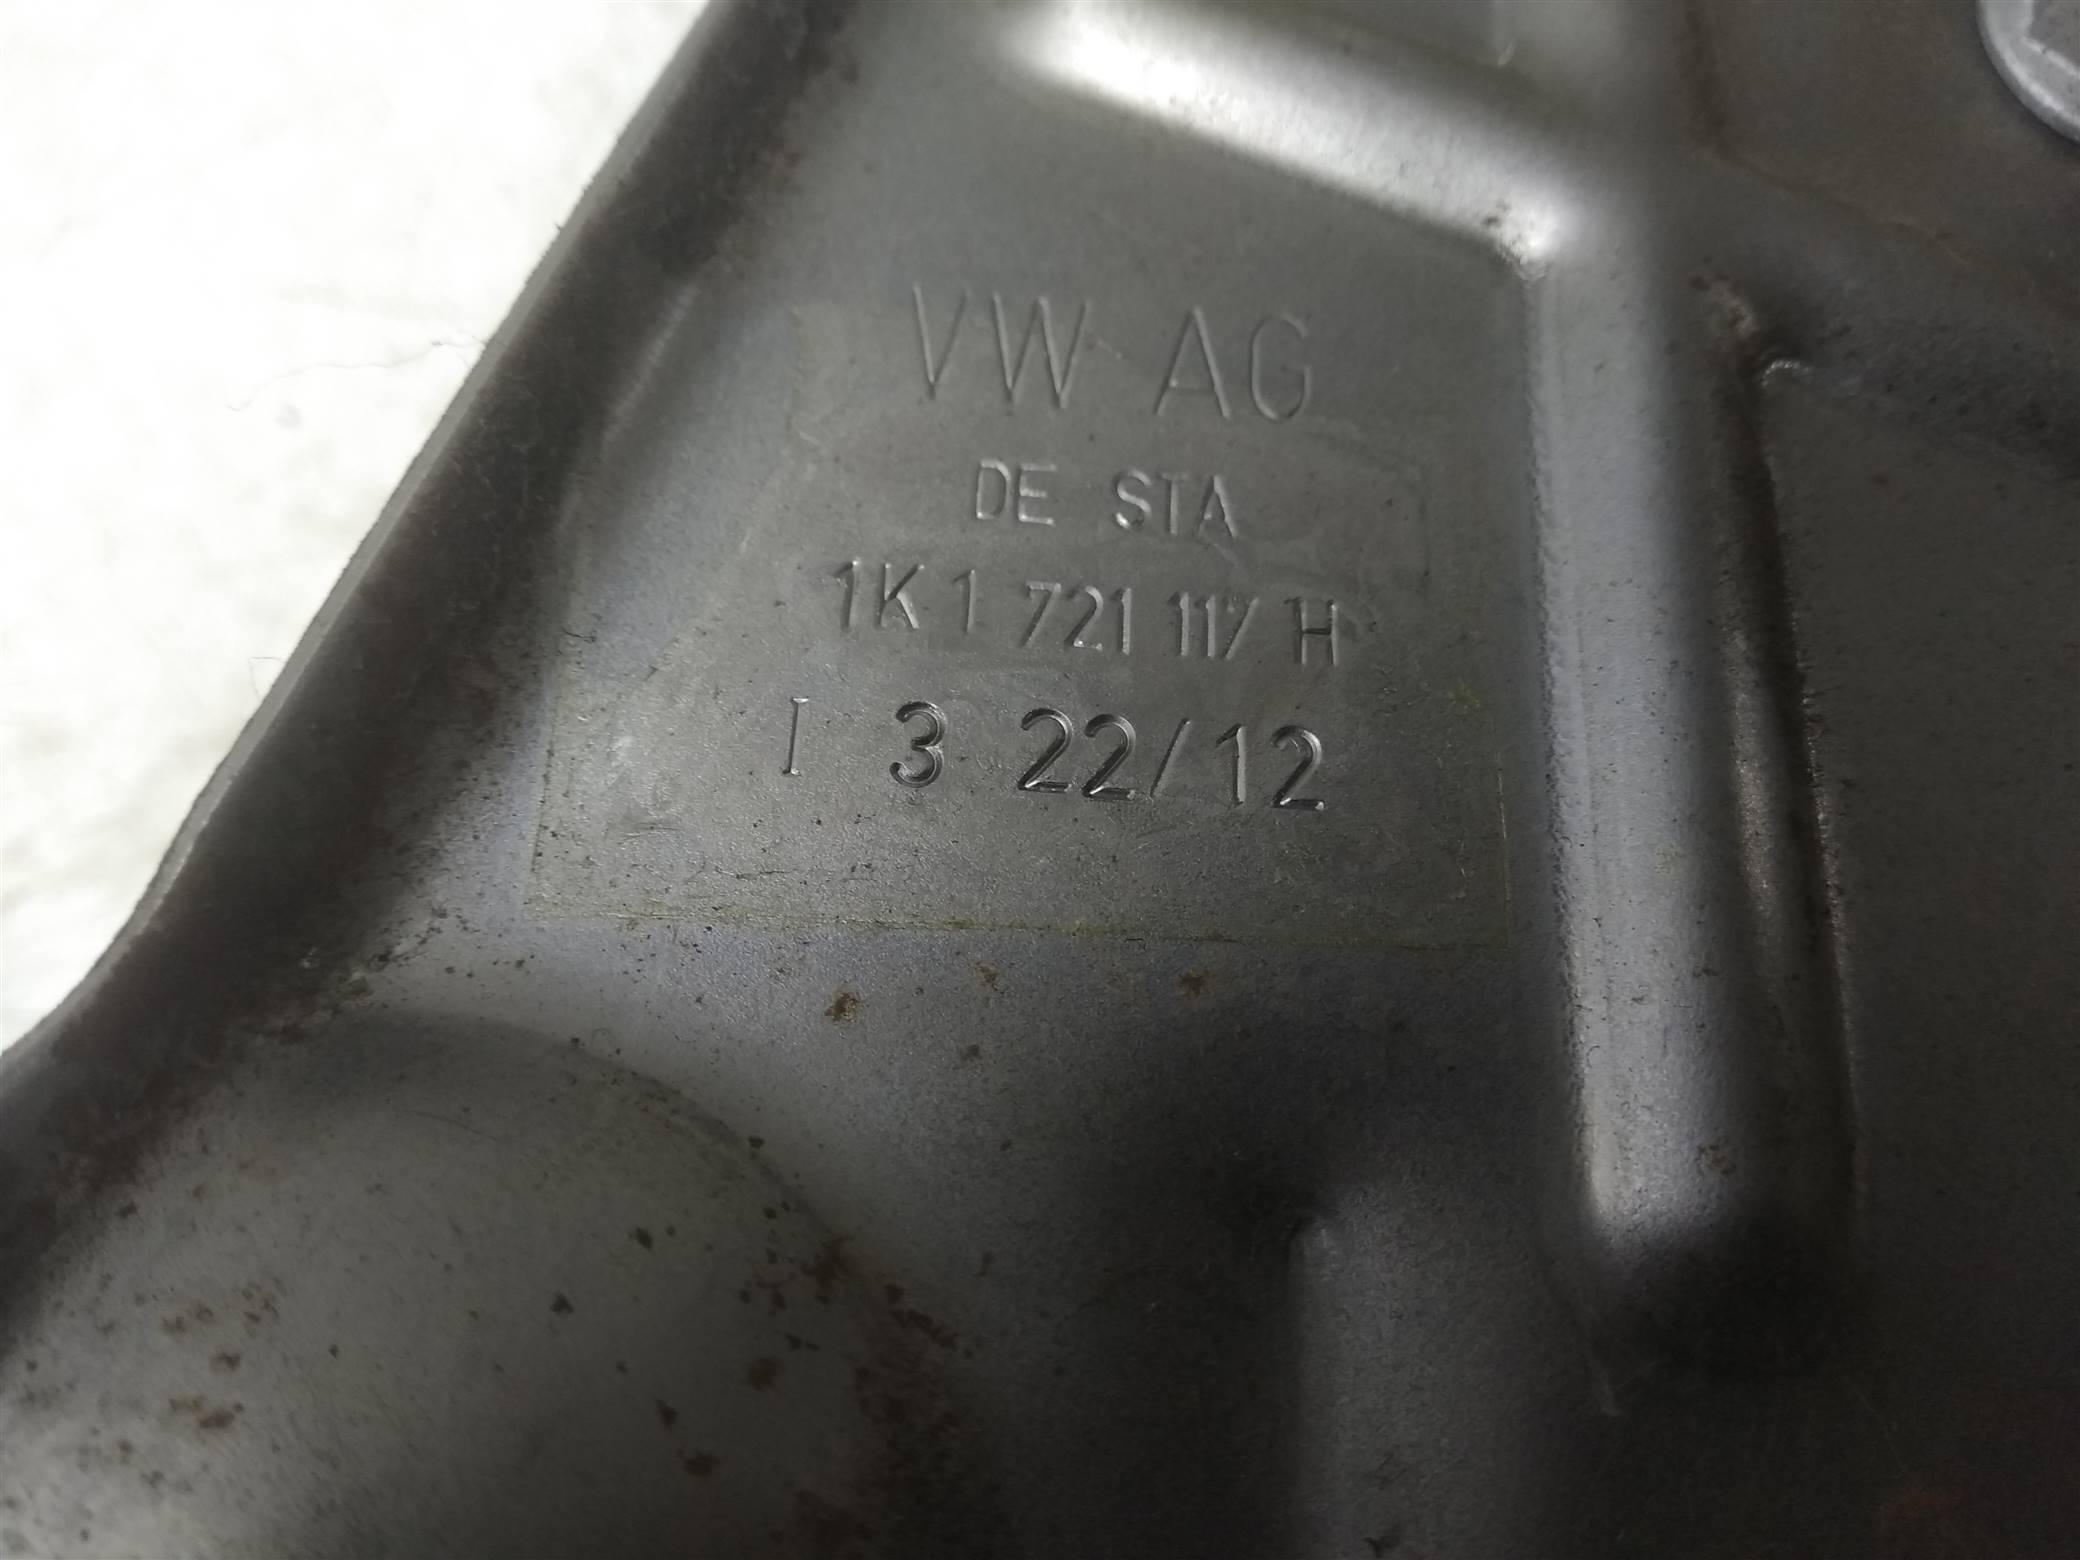 VW AG
DE STA
1K1 721 117 H
I 3 22/12